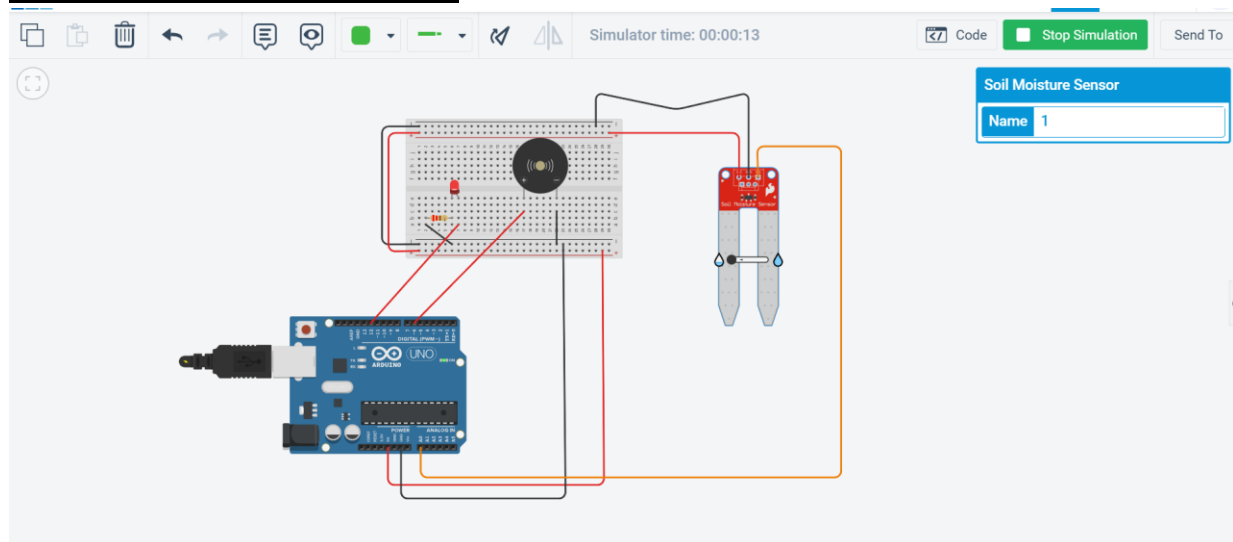 Simulator time: 00:00:13
Code
Stop Simulation
Send To
Soil Moisture Sensor
Name 1
Soil Moisture Sensor
DIGITAL (PWM~)
UNO
ARDUINO
POWER
ANALOG IN